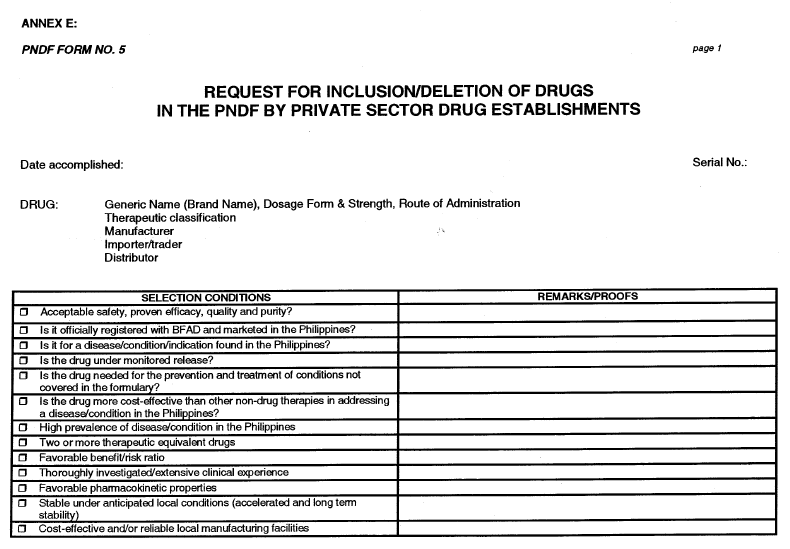 ANNEX E:
PNDF FORM NO. 5
page 1
REQUEST FOR INCLUSION/DELETION OF DRUGS
IN THE PNDF BY PRIVATE SECTOR DRUG ESTABLISHMENTS
Date accomplished:
Serial No.:
DRUG: Generic Name (Brand Name), Dosage Form & Strength, Route of Administration
Therapeutic classification
Manufacturer
Importer/trader
Distributor
SELECTION CONDITIONS REMARKS/PROOFS
Acceptable safety, proven efficacy, quality and purity?
Is it officially registered with BFAD and marketed in the Philippines?
Is it for a disease/condition/indication found in the Philippines?
Is the drug under monitored release?
Is the drug needed for the prevention and treatment of conditions not
covered in the formulary?
Is the drug more cost-effective than other non-drug therapies in addressing
a disease/condition in the Philippines?
High prevalence of disease/condition in the Philippines
Two or more therapeutic equivalent drugs
Favorable benefit/risk ratio
Thoroughly investigated/extensive clinical experience
Favorable pharmacokinetic properties
Stable under anticipated local conditions (accelerated and long term
stability)
Cost-effective and/or reliable local manufacturing facilities